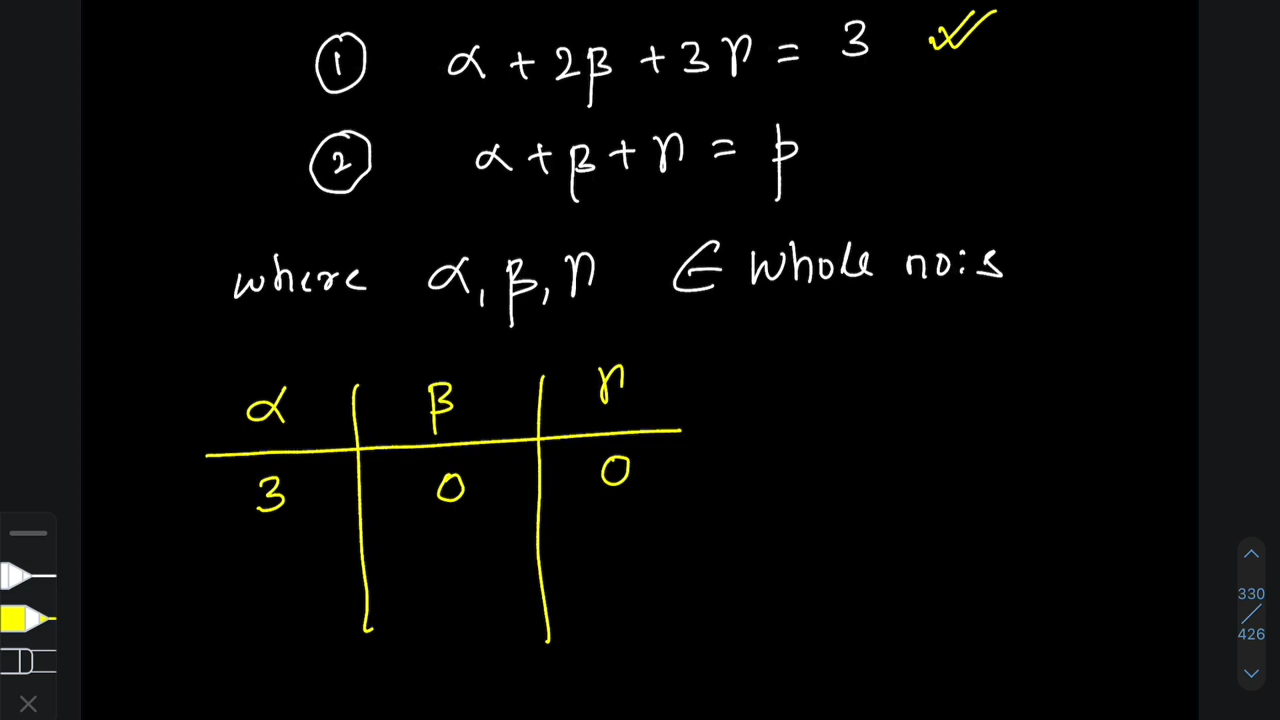 ① α + 2β + 3γ = 3
② α + β + γ = p
where α, β, γ ∈ whole no:s
α β γ
3 0 0
330
426